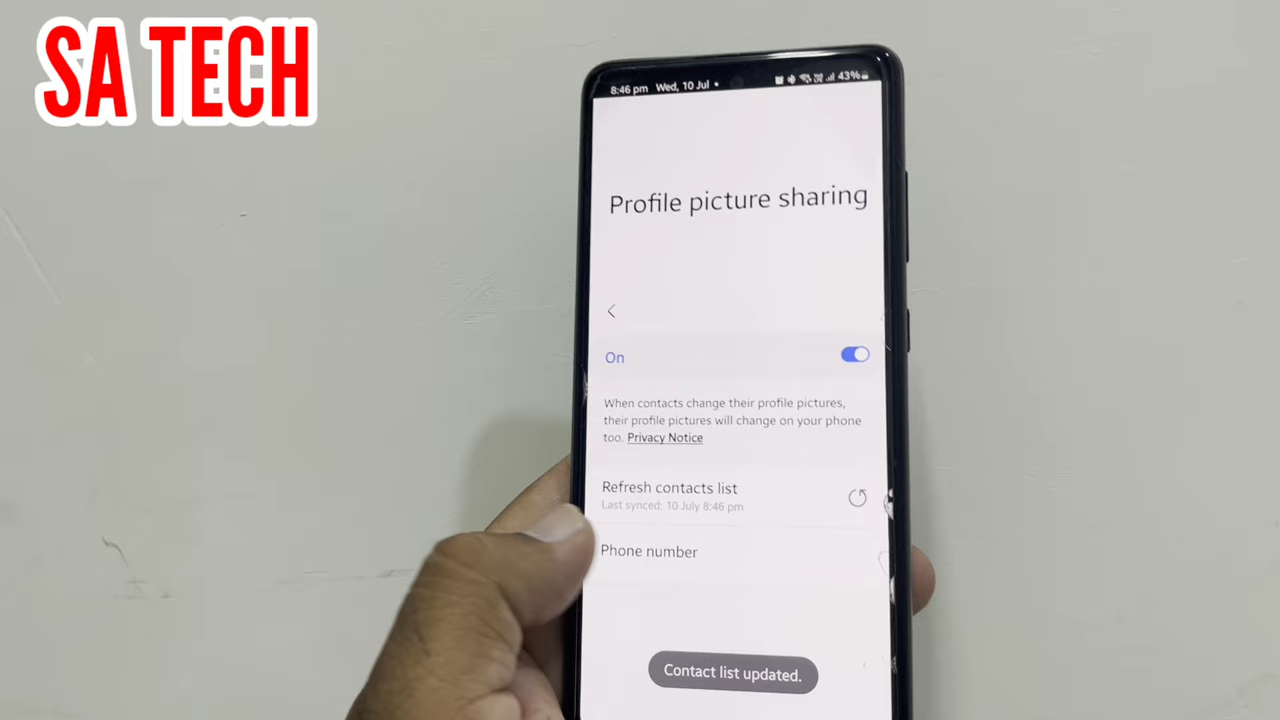 SA TECH
8:46 pm Wed, 10 Jul • 43%
Profile picture sharing
On
When contacts change their profile pictures,
their profile pictures will change on your phone
too. Privacy Notice
Refresh contacts list
Last synced: 10 July 8:46 pm
Phone number
Contact list updated.